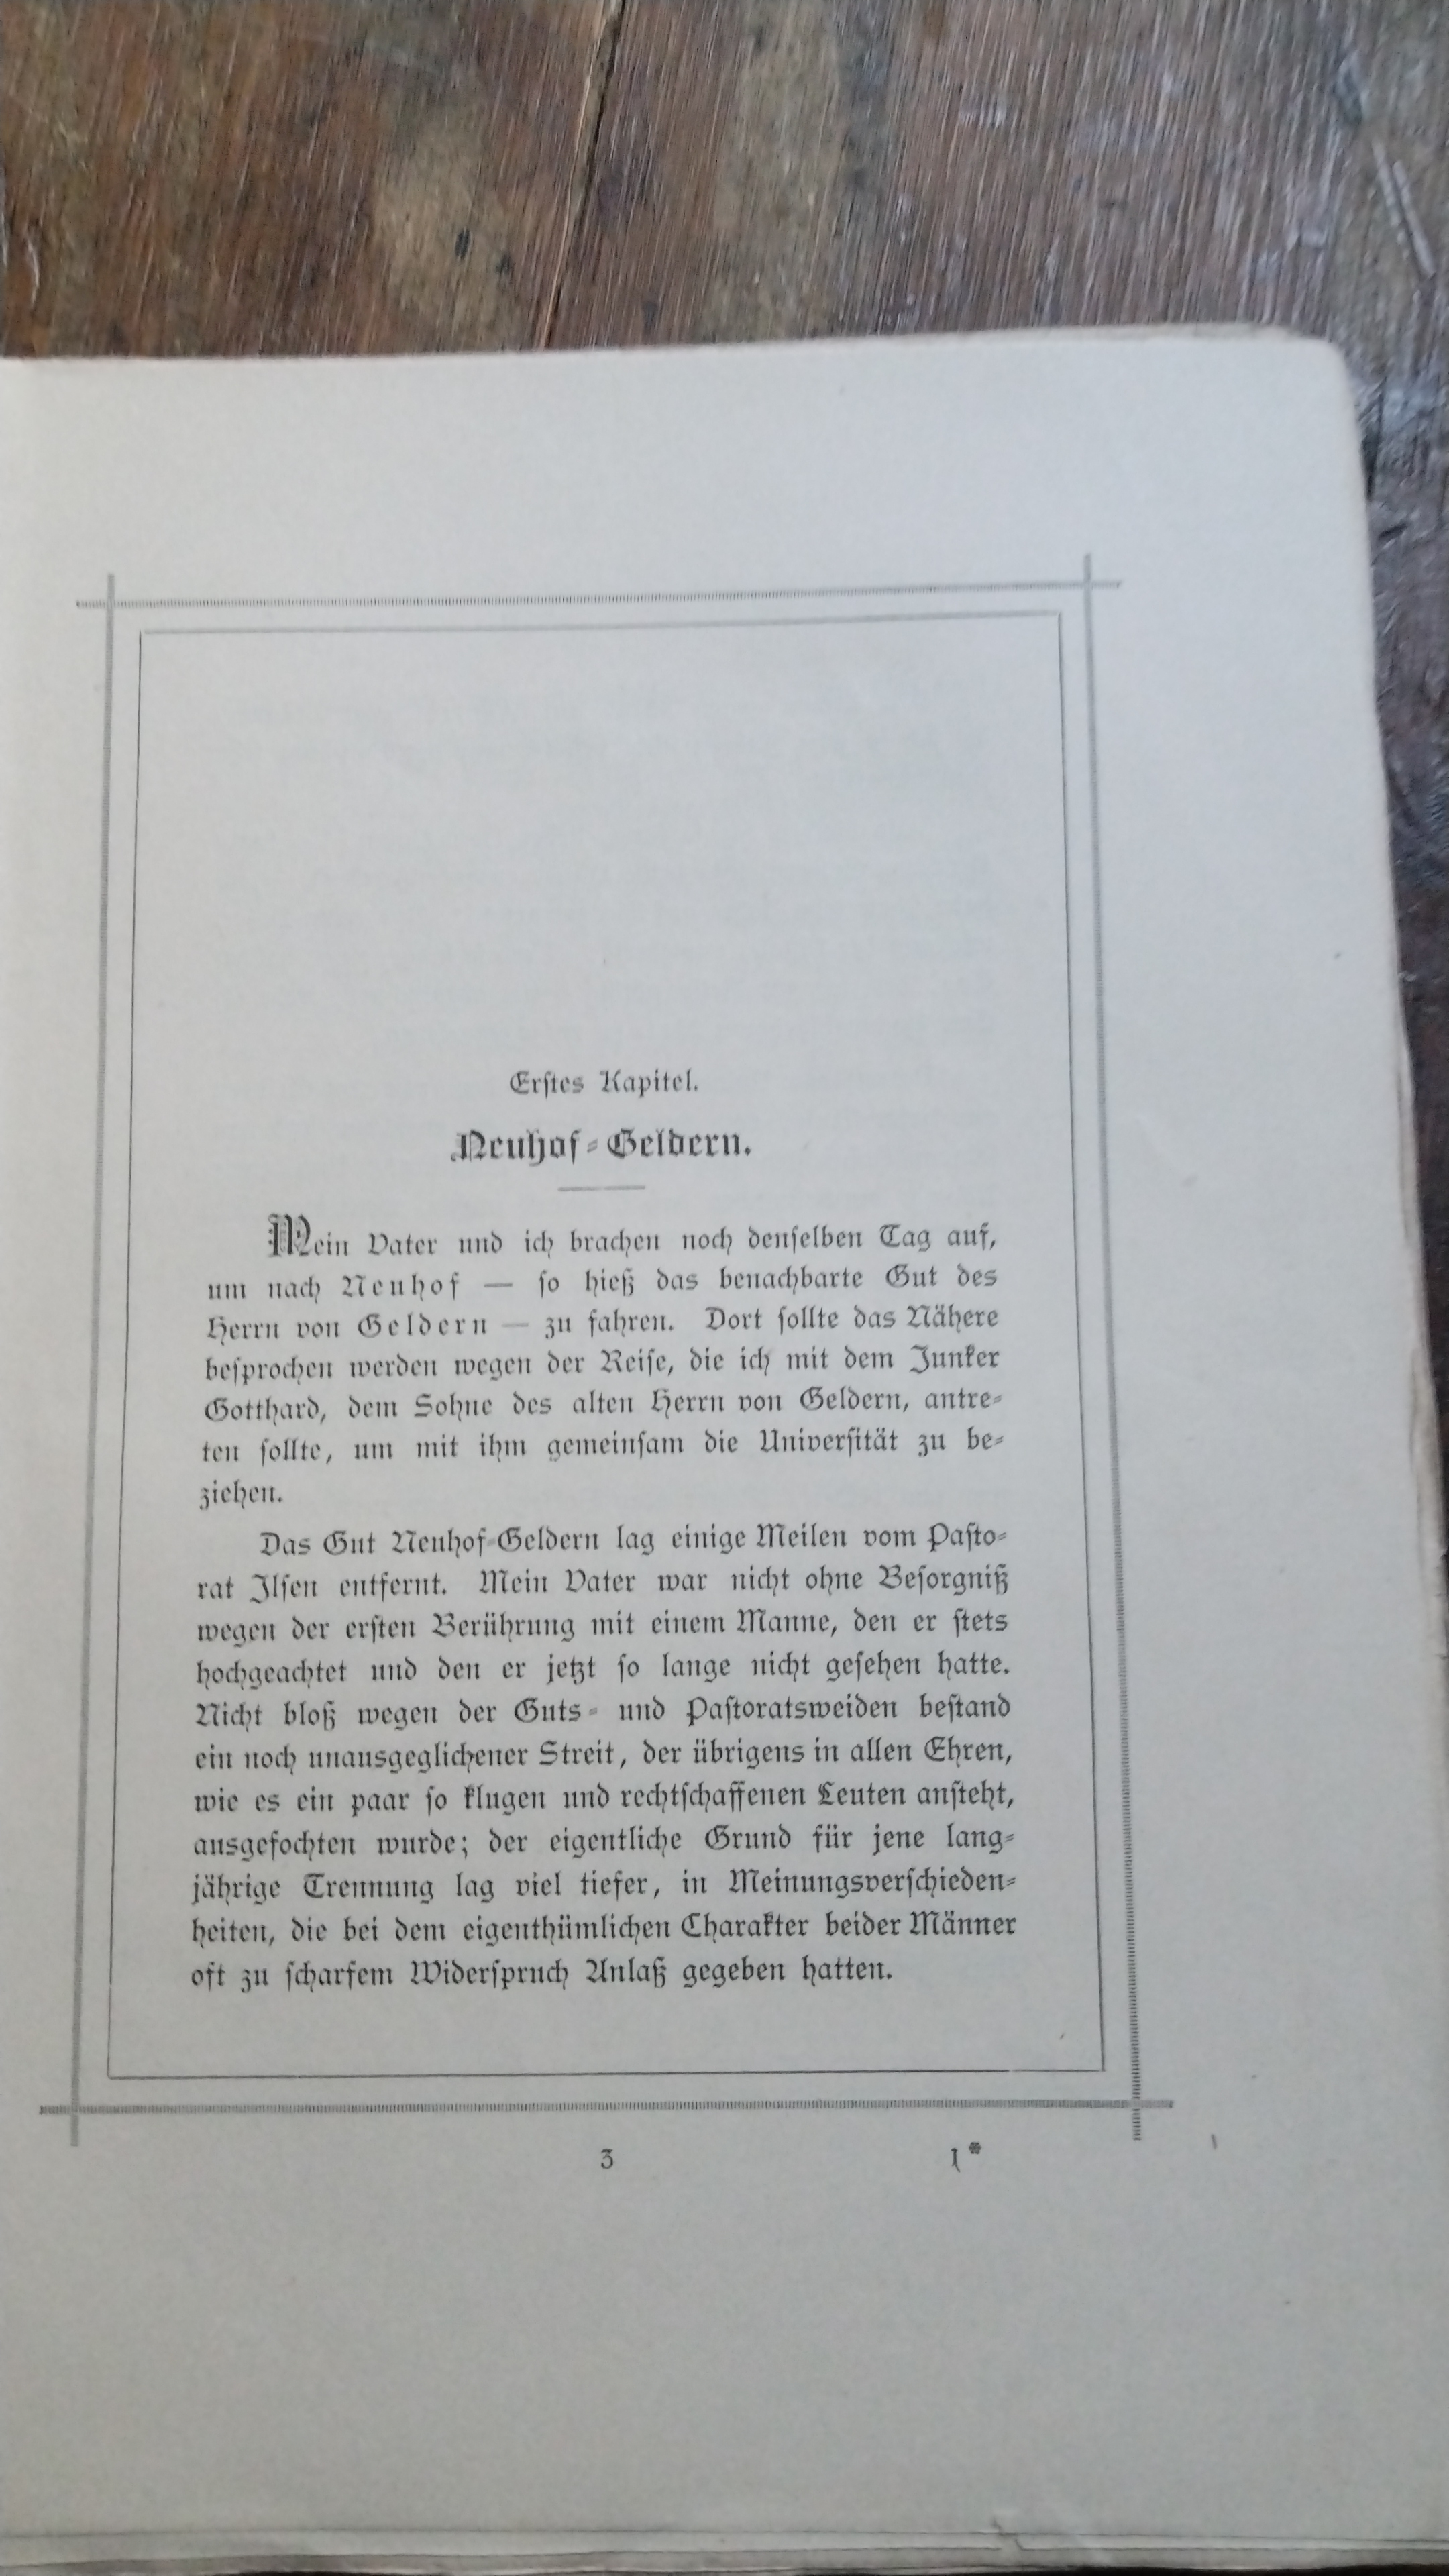 Erſtes Kapitel.
Neuhof-Geldern.
Mein Vater und ich brachen noch denſelben Tag auf,
um nach Neuhof — ſo hieß das benachbarte Gut des
Herrn von Geldern — zu fahren. Dort ſollte das Nähere
beſprochen werden wegen der Reiſe, die ich mit dem Junker
Gotthard, dem Sohne des alten Herrn von Geldern, antre-
ten ſollte, um mit ihm gemeinſam die Univerſität zu be-
ziehen.
Das Gut Neuhof-Geldern lag einige Meilen vom Paſto-
rat Ilſen entfernt. Mein Vater war nicht ohne Beſorgniß
wegen der erſten Berührung mit einem Manne, den er ſtets
hochgeachtet und den er jetzt ſo lange nicht geſehen hatte.
Nicht bloß wegen der Guts- und Paſtoratsweiden beſtand
ein noch unausgeglichener Streit, der übrigens in allen Ehren,
wie es ein paar ſo klugen und rechtſchaffenen Leuten anſteht,
ausgefochten wurde; der eigentliche Grund für jene lang-
jährige Trennung lag viel tiefer, in Meinungsverſchieden-
heiten, die bei dem eigenthümlichen Charakter beider Männer
oft zu ſcharfem Widerſpruch Anlaß gegeben hatten.
3 1*